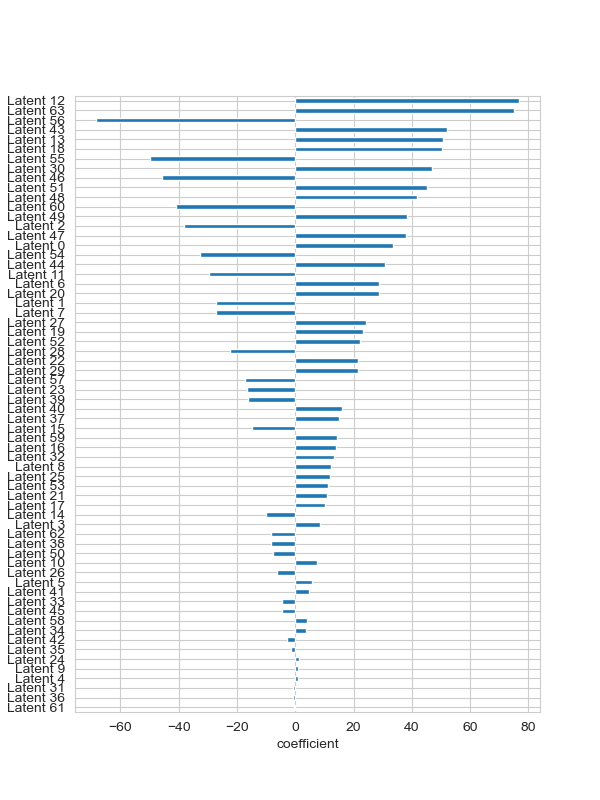 Latent 12
Latent 63
Latent 56
Latent 43
Latent 13
Latent 18
Latent 55
Latent 30
Latent 46
Latent 51
Latent 48
Latent 60
Latent 49
Latent 2
Latent 47
Latent 0
Latent 54
Latent 44
Latent 11
Latent 6
Latent 20
Latent 1
Latent 7
Latent 27
Latent 19
Latent 52
Latent 28
Latent 22
Latent 29
Latent 57
Latent 23
Latent 39
Latent 40
Latent 37
Latent 15
Latent 59
Latent 16
Latent 32
Latent 8
Latent 25
Latent 53
Latent 21
Latent 17
Latent 14
Latent 3
Latent 62
Latent 38
Latent 50
Latent 10
Latent 26
Latent 5
Latent 41
Latent 33
Latent 45
Latent 58
Latent 34
Latent 42
Latent 35
Latent 24
Latent 9
Latent 4
Latent 31
Latent 36
Latent 61
−60 −40 −20 0 20 40 60 80
coefficient